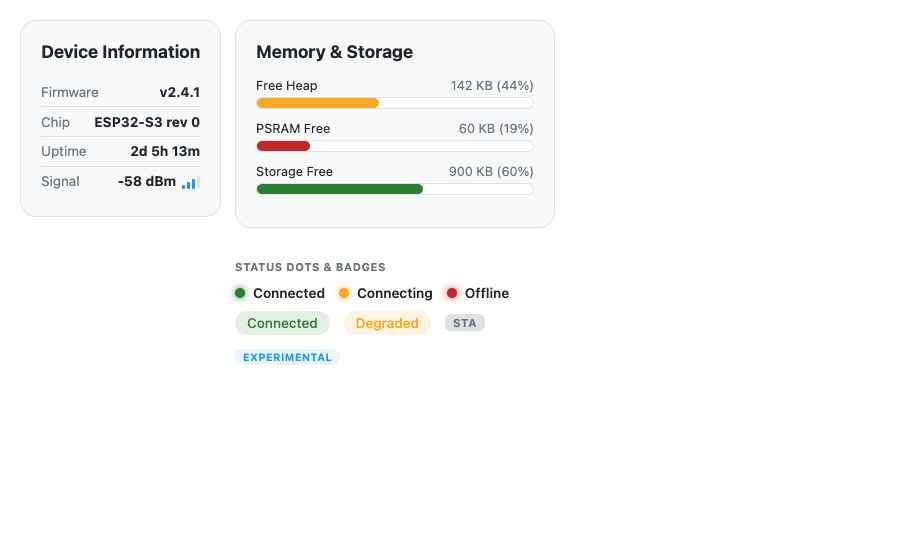 Device Information
Firmware v2.4.1
Chip ESP32-S3 rev 0
Uptime 2d 5h 13m
Signal -58 dBm
Memory & Storage
Free Heap 142 KB (44%)
PSRAM Free 60 KB (19%)
Storage Free 900 KB (60%)
STATUS DOTS & BADGES
Connected Connecting Offline
Connected Degraded STA
EXPERIMENTAL